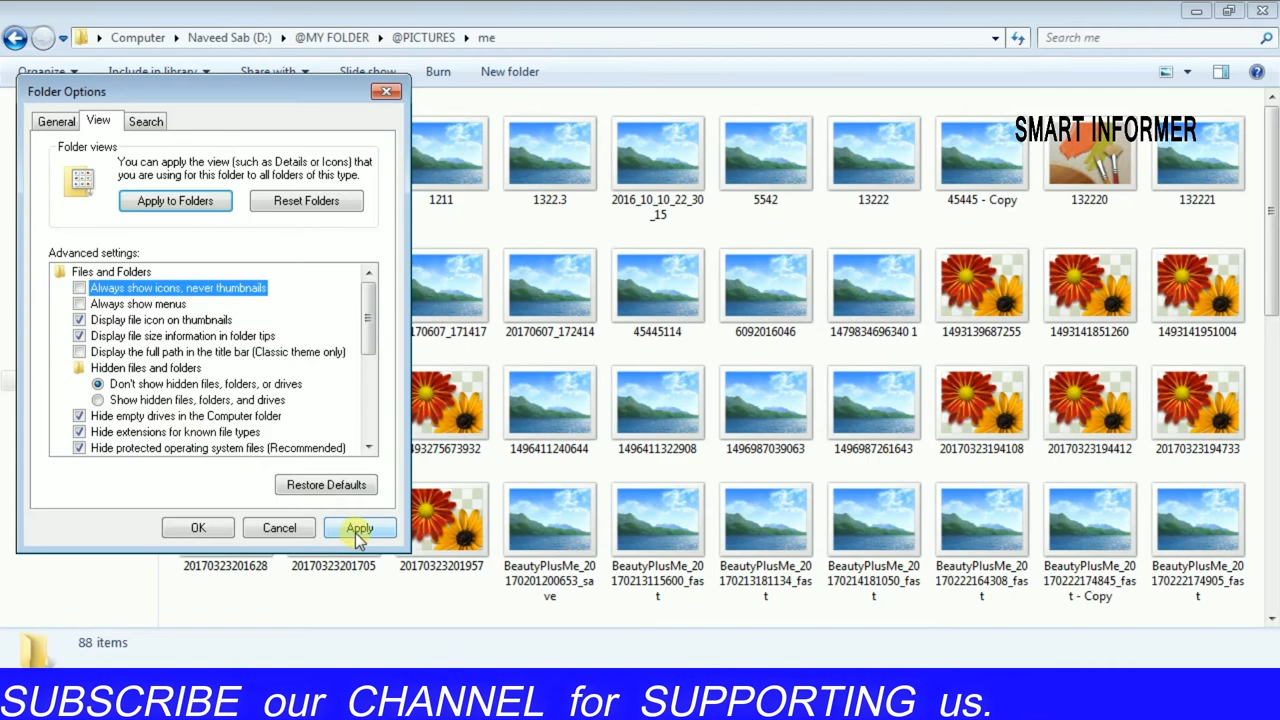 Computer Naveed Sab (D:) @MY FOLDER @PICTURES me
Search me
Organize Include in library Share with Slide show Burn New folder
Folder Options
General View Search
Folder views
You can apply the view (such as Details or Icons) that
you are using for this folder to all folders of this type.
Apply to Folders Reset Folders
Advanced settings:
Files and Folders
Always show icons, never thumbnails
Always show menus
Display file icon on thumbnails
Display file size information in folder tips
Display the full path in the title bar (Classic theme only)
Hidden files and folders
Don't show hidden files, folders, or drives
Show hidden files, folders, and drives
Hide empty drives in the Computer folder
Hide extensions for known file types
Hide protected operating system files (Recommended)
Restore Defaults
OK Cancel Apply
SMART INFORMER
1211 1322.3 2016_10_10_22_30 5542 13222 45445 - Copy 132220 132221
_15
170607_171417 20170607_172414 45445114 6092016046 1479834696340 1 1493139687255 1493141851260 1493141951004
493275673932 1496411240644 1496411322908 1496987039063 1496987261643 20170323194108 20170323194412 20170323194733
20170323201628 20170323201705 20170323201957 BeautyPlusMe_20 BeautyPlusMe_20 BeautyPlusMe_20 BeautyPlusMe_20 BeautyPlusMe_20 BeautyPlusMe_20 BeautyPlusMe_20
170201200653_sa 170213115600_fas 170213181134_fas 170214181050_fas 170222164308_fas 170222174845_fas 170222174905_fas
ve t t t t t - Copy t
88 items
SUBSCRIBE our CHANNEL for SUPPORTING us.